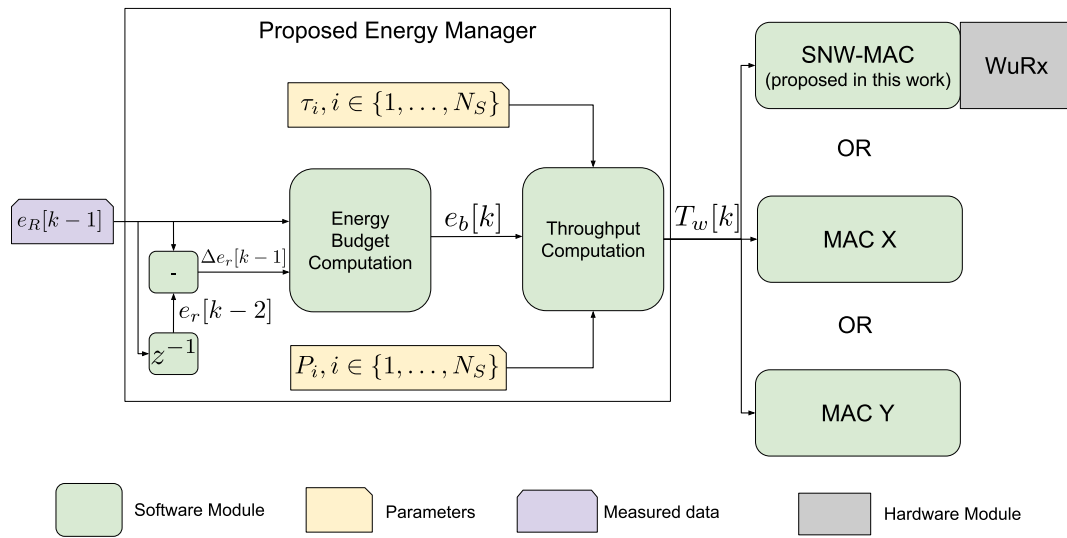 Proposed Energy Manager
SNW-MAC
(proposed in this work)
WuRx
τ_i, i ∈ {1, . . . , N_S}
OR
e_R[k − 1]
Energy
Budget
Computation
e_b[k]
Throughput
Computation
T_w[k]
MAC X
-
Δe_r[k−1]
e_r[k − 2]
z^{−1}
OR
P_i, i ∈ {1, . . . , N_S}
MAC Y
Software Module
Parameters
Measured data
Hardware Module